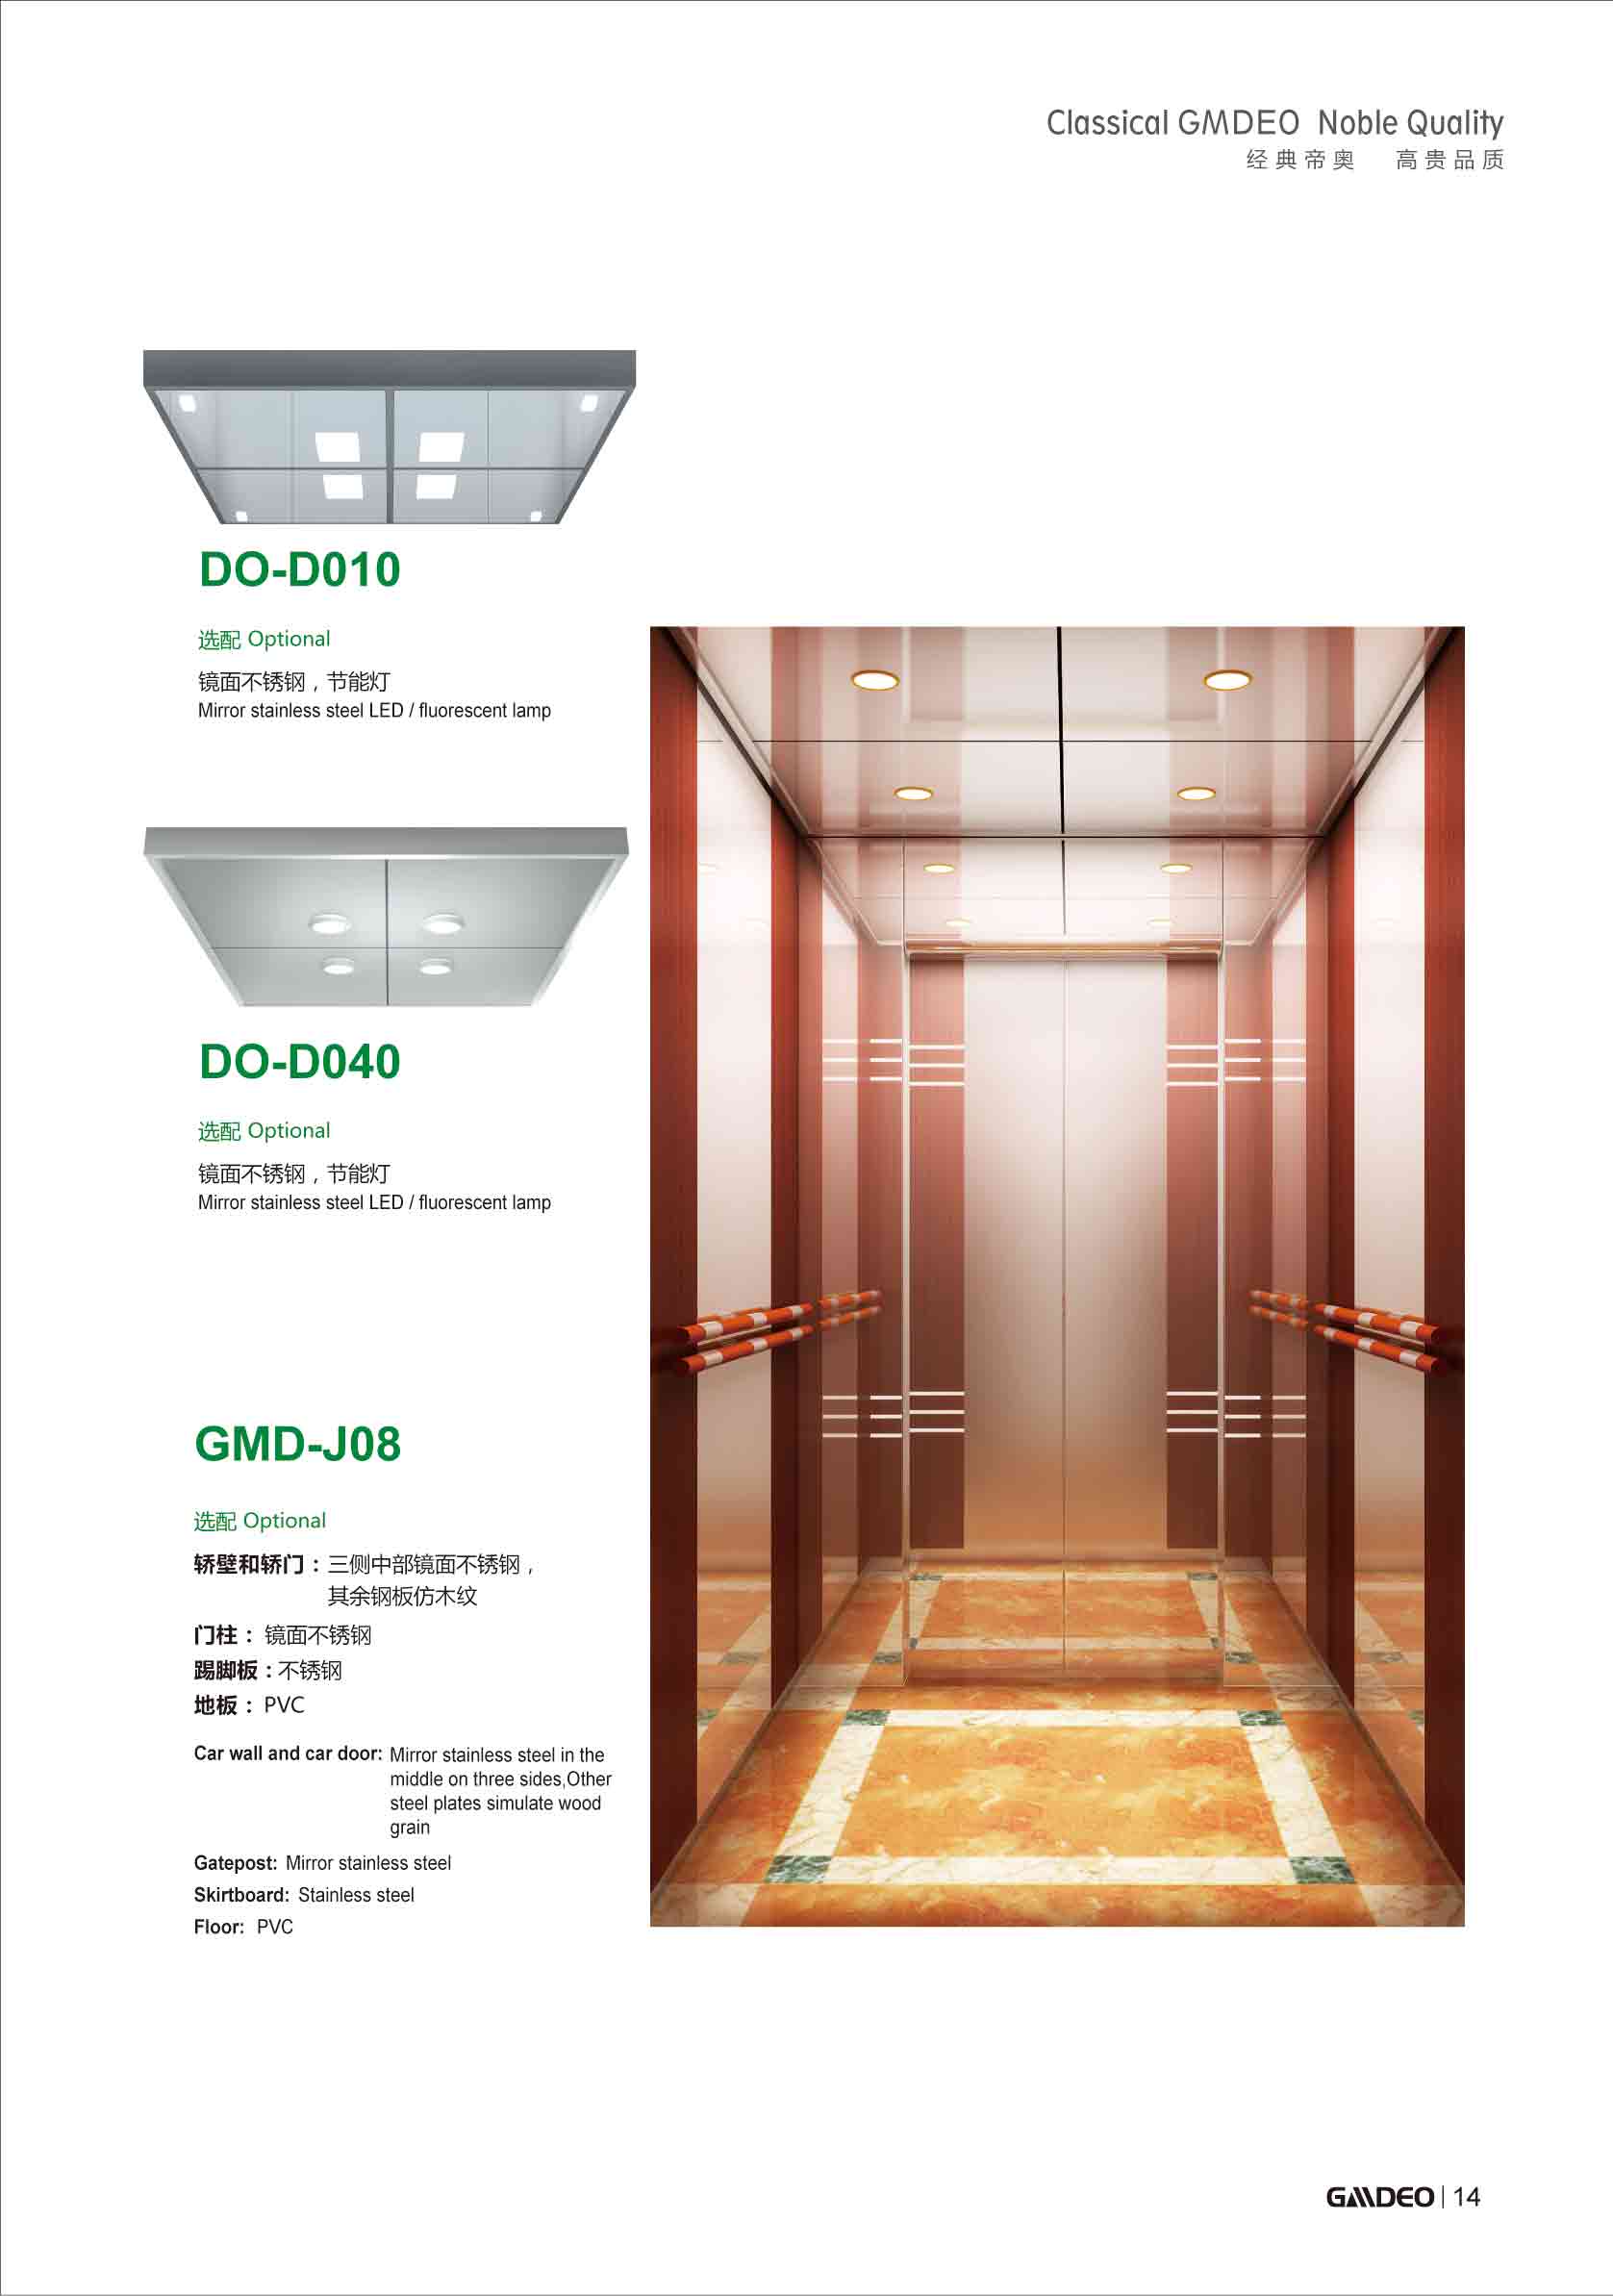 Classical GMDEO Noble Quality
经典帝奥 高贵品质
DO-D010
选配 Optional
镜面不锈钢，节能灯
Mirror stainless steel LED / fluorescent lamp
DO-D040
选配 Optional
镜面不锈钢，节能灯
Mirror stainless steel LED / fluorescent lamp
GMD-J08
选配 Optional
轿壁和轿门：三侧中部镜面不锈钢，
其余钢板仿木纹
门柱：镜面不锈钢
踢脚板：不锈钢
地板：PVC
Car wall and car door: Mirror stainless steel in the
middle on three sides,Other
steel plates simulate wood
grain
Gatepost: Mirror stainless steel
Skirtboard: Stainless steel
Floor: PVC
GMDEO | 14